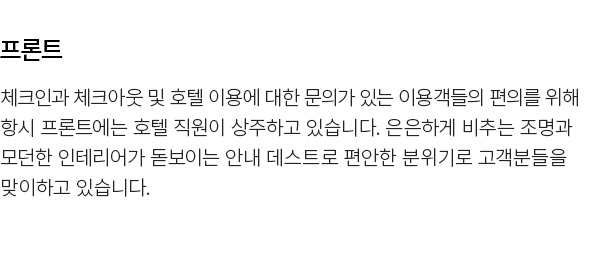 프론트
체크인과 체크아웃 및 호텔 이용에 대한 문의가 있는 이용객들의 편의를 위해
항시 프론트에는 호텔 직원이 상주하고 있습니다. 은은하게 비추는 조명과
모던한 인테리어가 돋보이는 안내 데스트로 편안한 분위기로 고객분들을
맞이하고 있습니다.